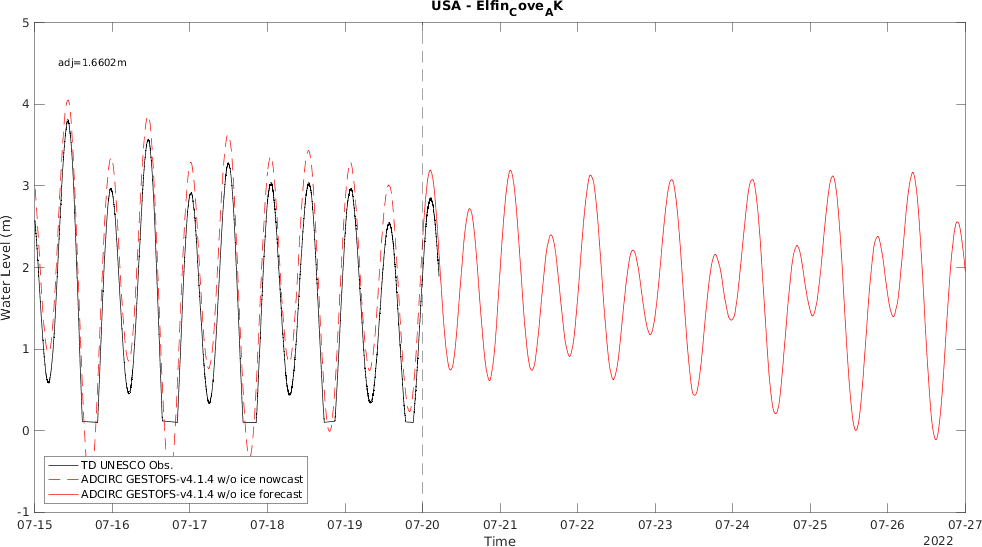 USA - Elfin_Cove_AK
5
adj=1.6602m
4
3
2
1
0
-1
Water Level (m)
TD UNESCO Obs.
ADCIRC GESTOFS-v4.1.4 w/o ice nowcast
ADCIRC GESTOFS-v4.1.4 w/o ice forecast
07-15 07-16 07-17 07-18 07-19 07-20 07-21 07-22 07-23 07-24 07-25 07-26 07-27
Time
2022